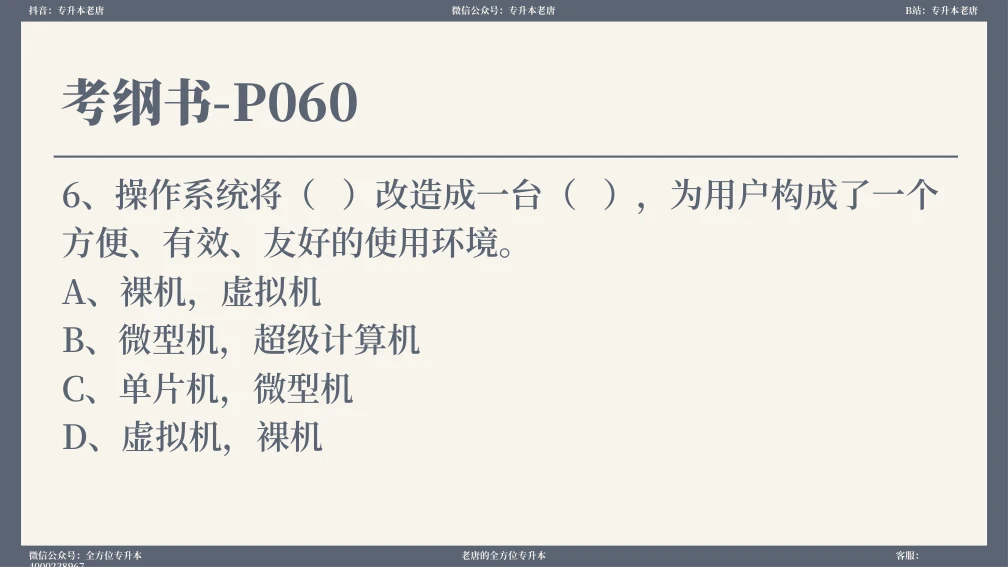 抖音：专升本老唐
微信公众号：专升本老唐
B站：专升本老唐
考纲书-P060
6、操作系统将（ ）改造成一台（ ），为用户构成了一个
方便、有效、友好的使用环境。
A、裸机，虚拟机
B、微型机，超级计算机
C、单片机，微型机
D、虚拟机，裸机
微信公众号：全方位专升本
老唐的全方位专升本
客服：
4000238967